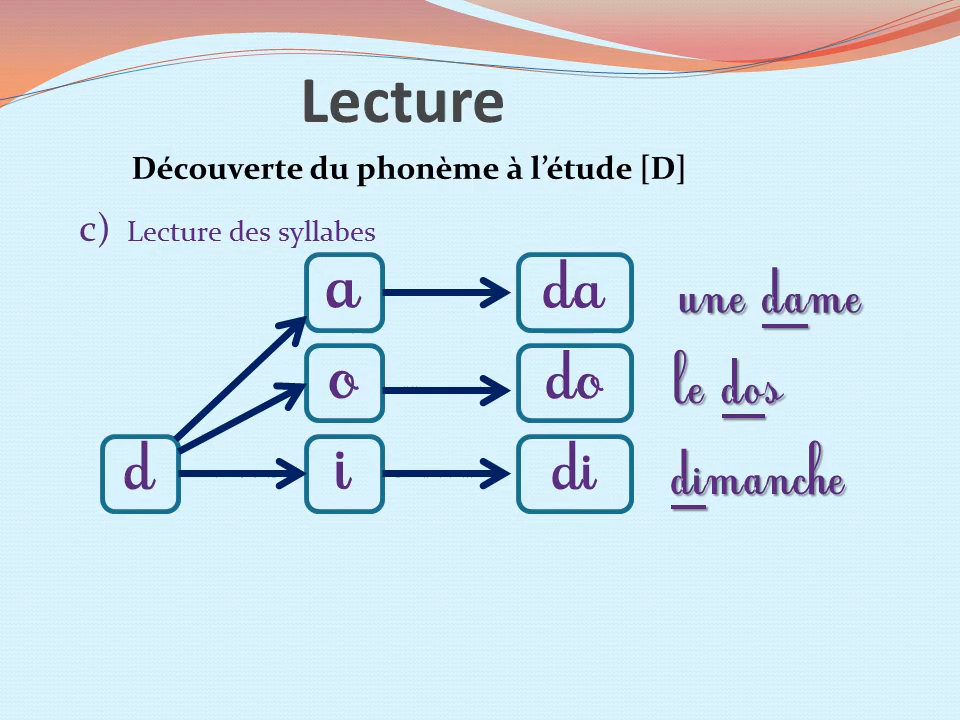 Lecture
Découverte du phonème à l’étude [D]
c) Lecture des syllabes
a da une dame
o do le dos
d i di dimanche